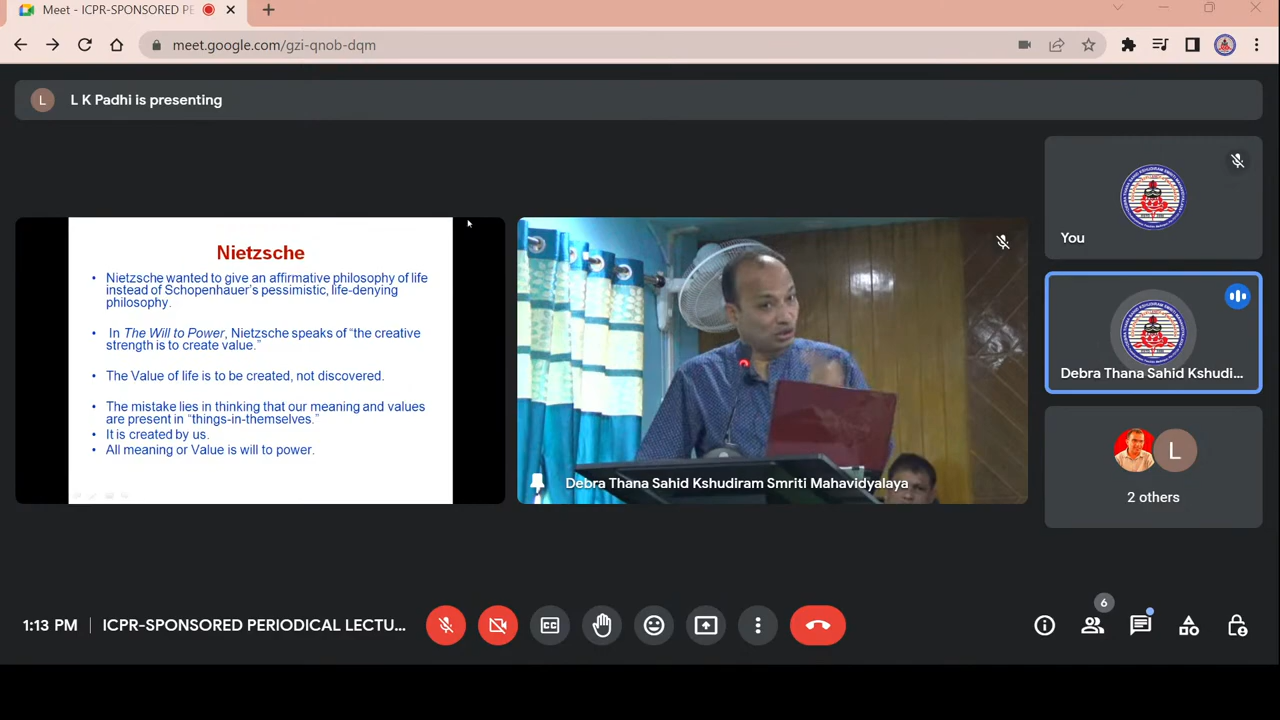 Meet - ICPR-SPONSORED PE
meet.google.com/gzi-qnob-dqm
L
L K Padhi is presenting
Nietzsche
• Nietzsche wanted to give an affirmative philosophy of life
instead of Schopenhauer's pessimistic, life-denying
philosophy.
• In The Will to Power, Nietzsche speaks of "the creative
strength is to create value."
• The Value of life is to be created, not discovered.
• The mistake lies in thinking that our meaning and values
are present in "things-in-themselves."
• It is created by us.
• All meaning or Value is will to power.
Debra Thana Sahid Kshudiram Smriti Mahavidyalaya
You
Debra Thana Sahid Kshudi...
L
2 others
1:13 PM | ICPR-SPONSORED PERIODICAL LECTU...
CC
6